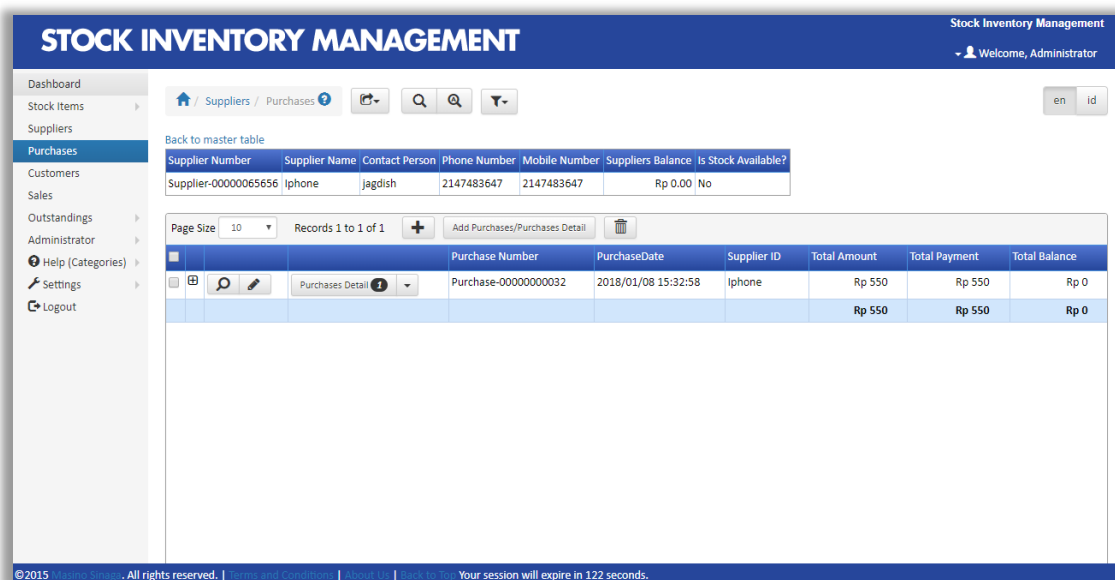 Stock Inventory Management
STOCK INVENTORY MANAGEMENT
Welcome, Administrator
Dashboard
Stock Items
Suppliers
Purchases
Customers
Sales
Outstandings
Administrator
Help (Categories)
Settings
Logout
/ Suppliers / Purchases
en id
Back to master table
Supplier Number Supplier Name Contact Person Phone Number Mobile Number Suppliers Balance Is Stock Available?
Supplier-00000065656 Iphone jagdish 2147483647 2147483647 Rp 0.00 No
Page Size 10 Records 1 to 1 of 1 Add Purchases/Purchases Detail
Purchase Number PurchaseDate Supplier ID Total Amount Total Payment Total Balance
Purchases Detail 1 Purchase-00000000032 2018/01/08 15:32:58 Iphone Rp 550 Rp 550 Rp 0
Rp 550 Rp 550 Rp 0
©2015 Masino Sinaga. All rights reserved. | Terms and Conditions | About Us | Back to Top Your session will expire in 122 seconds.